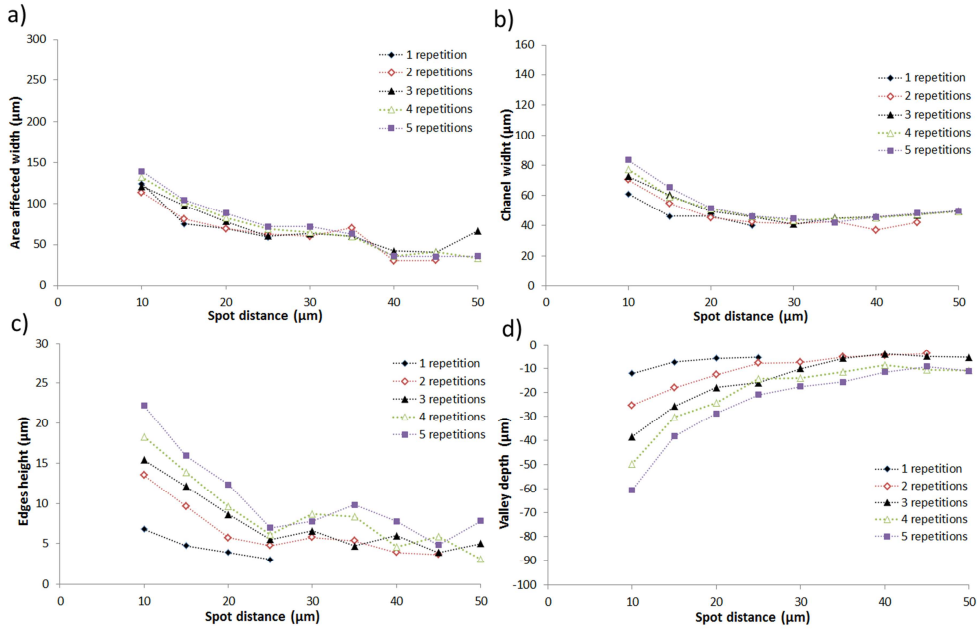 a)
300
250
200
150
100
50
0
0 10 20 30 40 50
Area affected width (μm)
Spot distance (μm)
1 repetition
2 repetitions
3 repetitions
4 repetitions
5 repetitions
b)
160
140
120
100
80
60
40
20
0
0 10 20 30 40 50
Chanel widht (μm)
Spot distance (μm)
1 repetition
2 repetitions
3 repetitions
4 repetitions
5 repetitions
c)
30
25
20
15
10
5
0
0 10 20 30 40 50
Edges height (μm)
Spot distance (μm)
1 repetition
2 repetitions
3 repetitions
4 repetitions
5 repetitions
d)
0
-10
-20
-30
-40
-50
-60
-70
-80
-90
-100
0 10 20 30 40 50
Valley depth (μm)
Spot distance (μm)
1 repetition
2 repetitions
3 repetitions
4 repetitions
5 repetitions